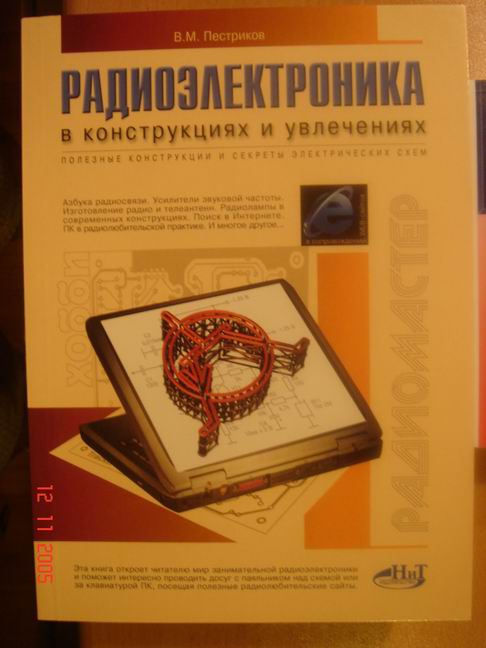 В.М. Пестриков
РАДИОЭЛЕКТРОНИКА
в конструкциях и увлечениях
ПОЛЕЗНЫЕ КОНСТРУКЦИИ И СЕКРЕТЫ ЭЛЕКТРИЧЕСКИХ СХЕМ
Азбука радиосвязи. Усилители звуковой частоты.
Изготовление радио и телеантенн. Радиолампы в
современных конструкциях. Поиск в Интернете.
ПК в радиолюбительской практике. И многое другое...
хобби
РАДИОМАСТЕР
Эта книга откроет читателю мир занимательной радиоэлектроники
и поможет интересно проводить досуг с паяльником над схемой или
за клавиатурой ПК, посещая полезные радиолюбительские сайты.
НиТ
12 11 2005